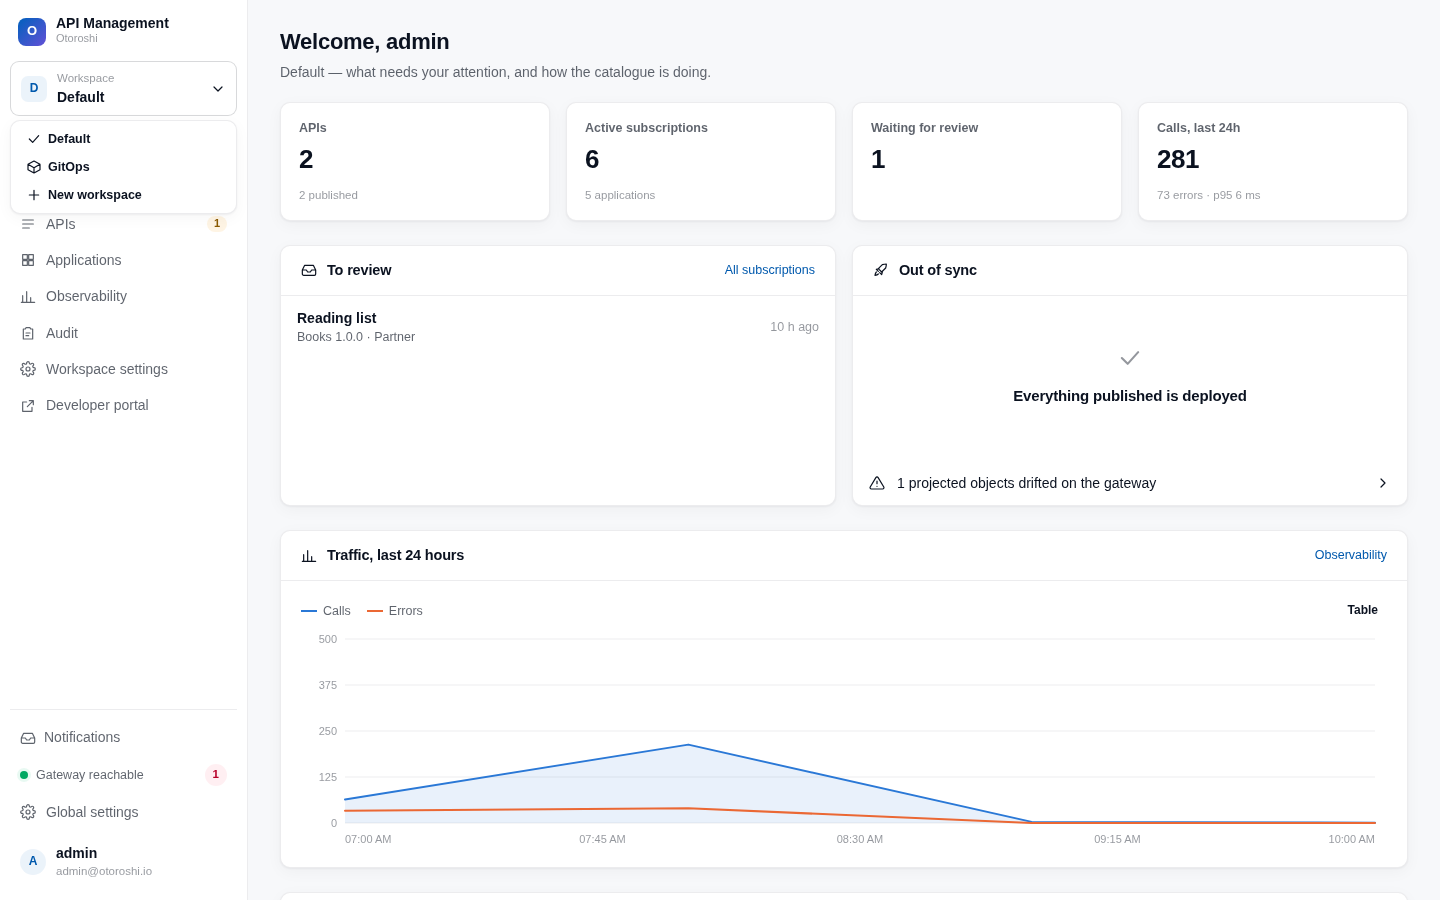 O
API Management
Otoroshi
D
Workspace
Default
Default
GitOps
New workspace
APIs
1
Applications
Observability
Audit
Workspace settings
Developer portal
Notifications
Gateway reachable
1
Global settings
A
admin
admin@otoroshi.io
Welcome, admin
Default — what needs your attention, and how the catalogue is doing.
APIs
2
2 published
Active subscriptions
6
5 applications
Waiting for review
1
Calls, last 24h
281
73 errors · p95 6 ms
To review
All subscriptions
Reading list
Books 1.0.0 · Partner
10 h ago
Out of sync
Everything published is deployed
1 projected objects drifted on the gateway
Traffic, last 24 hours
Observability
Calls
Errors
Table
500
375
250
125
0
07:00 AM
07:45 AM
08:30 AM
09:15 AM
10:00 AM